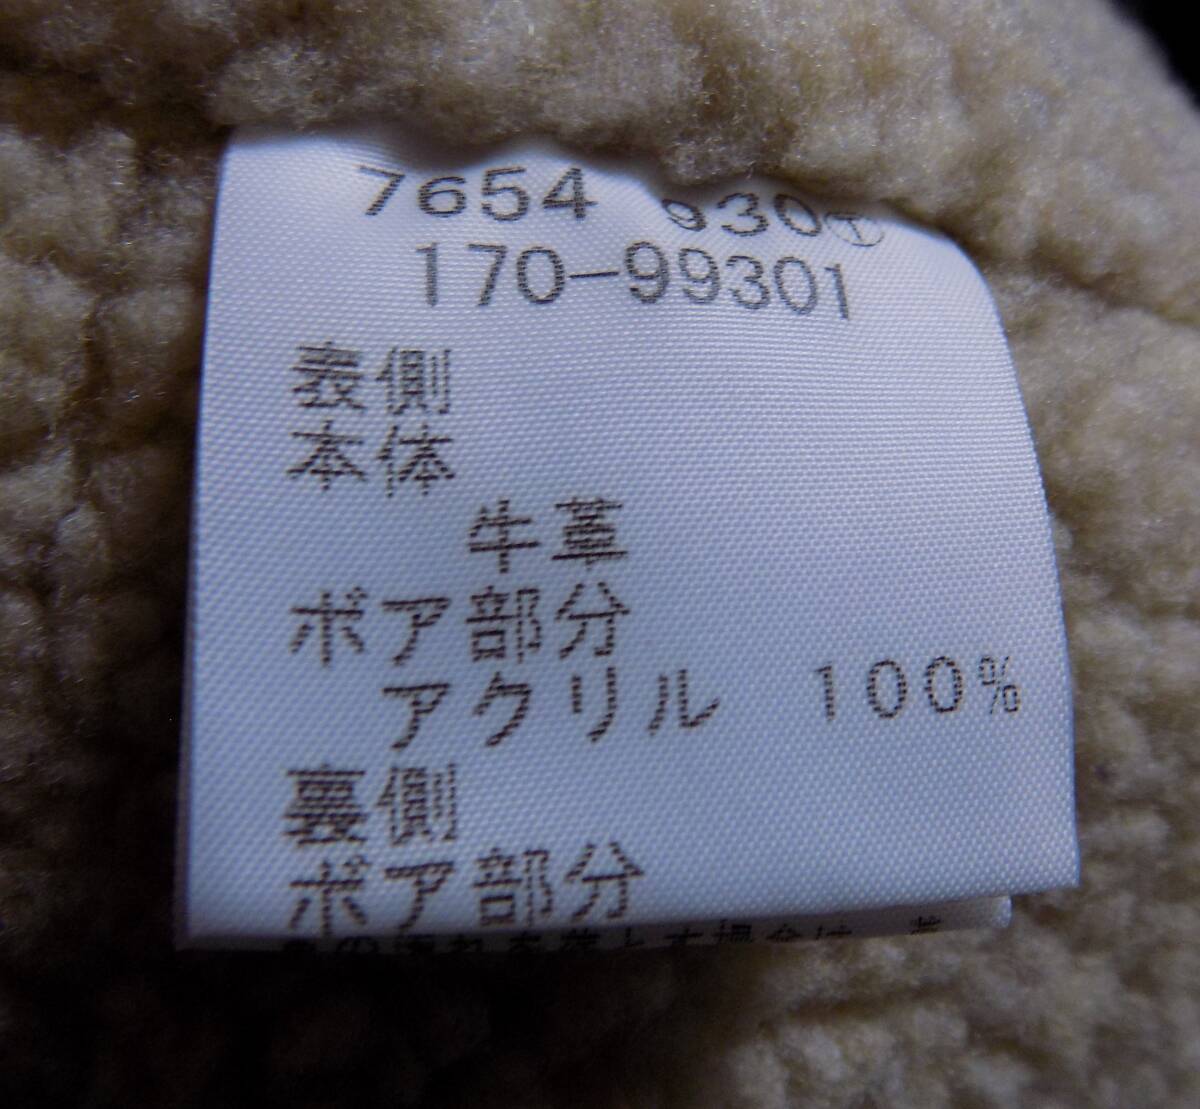 7654 930
170-99301
表側
本体
牛革
ボア部分
アクリル 100%
裏側
ボア部分